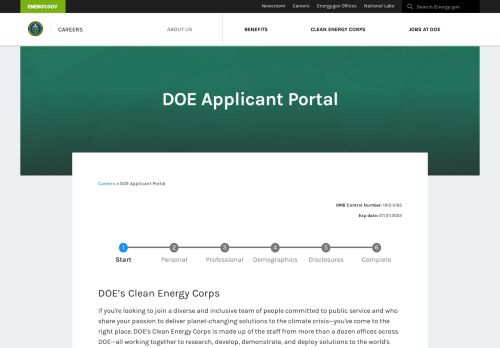 ENERGY.GOV
Newsroom Careers Energy.gov Offices National Labs Search Energy.gov
CAREERS ABOUT US BENEFITS CLEAN ENERGY CORPS JOBS AT DOE
DOE Applicant Portal
Careers » DOE Applicant Portal
OMB Control Number: 1910-5192
Exp date: 07/31/2022
1 2 3 4 5 6
Start Personal Professional Demographics Disclosures Complete
DOE's Clean Energy Corps
If you're looking to join a diverse and inclusive team of people committed to public service and who
share your passion to deliver planet-changing solutions to the climate crisis—you've come to the
right place. DOE's Clean Energy Corps is made up of the staff from more than a dozen offices across
DOE—all working together to research, develop, demonstrate, and deploy solutions to the world's